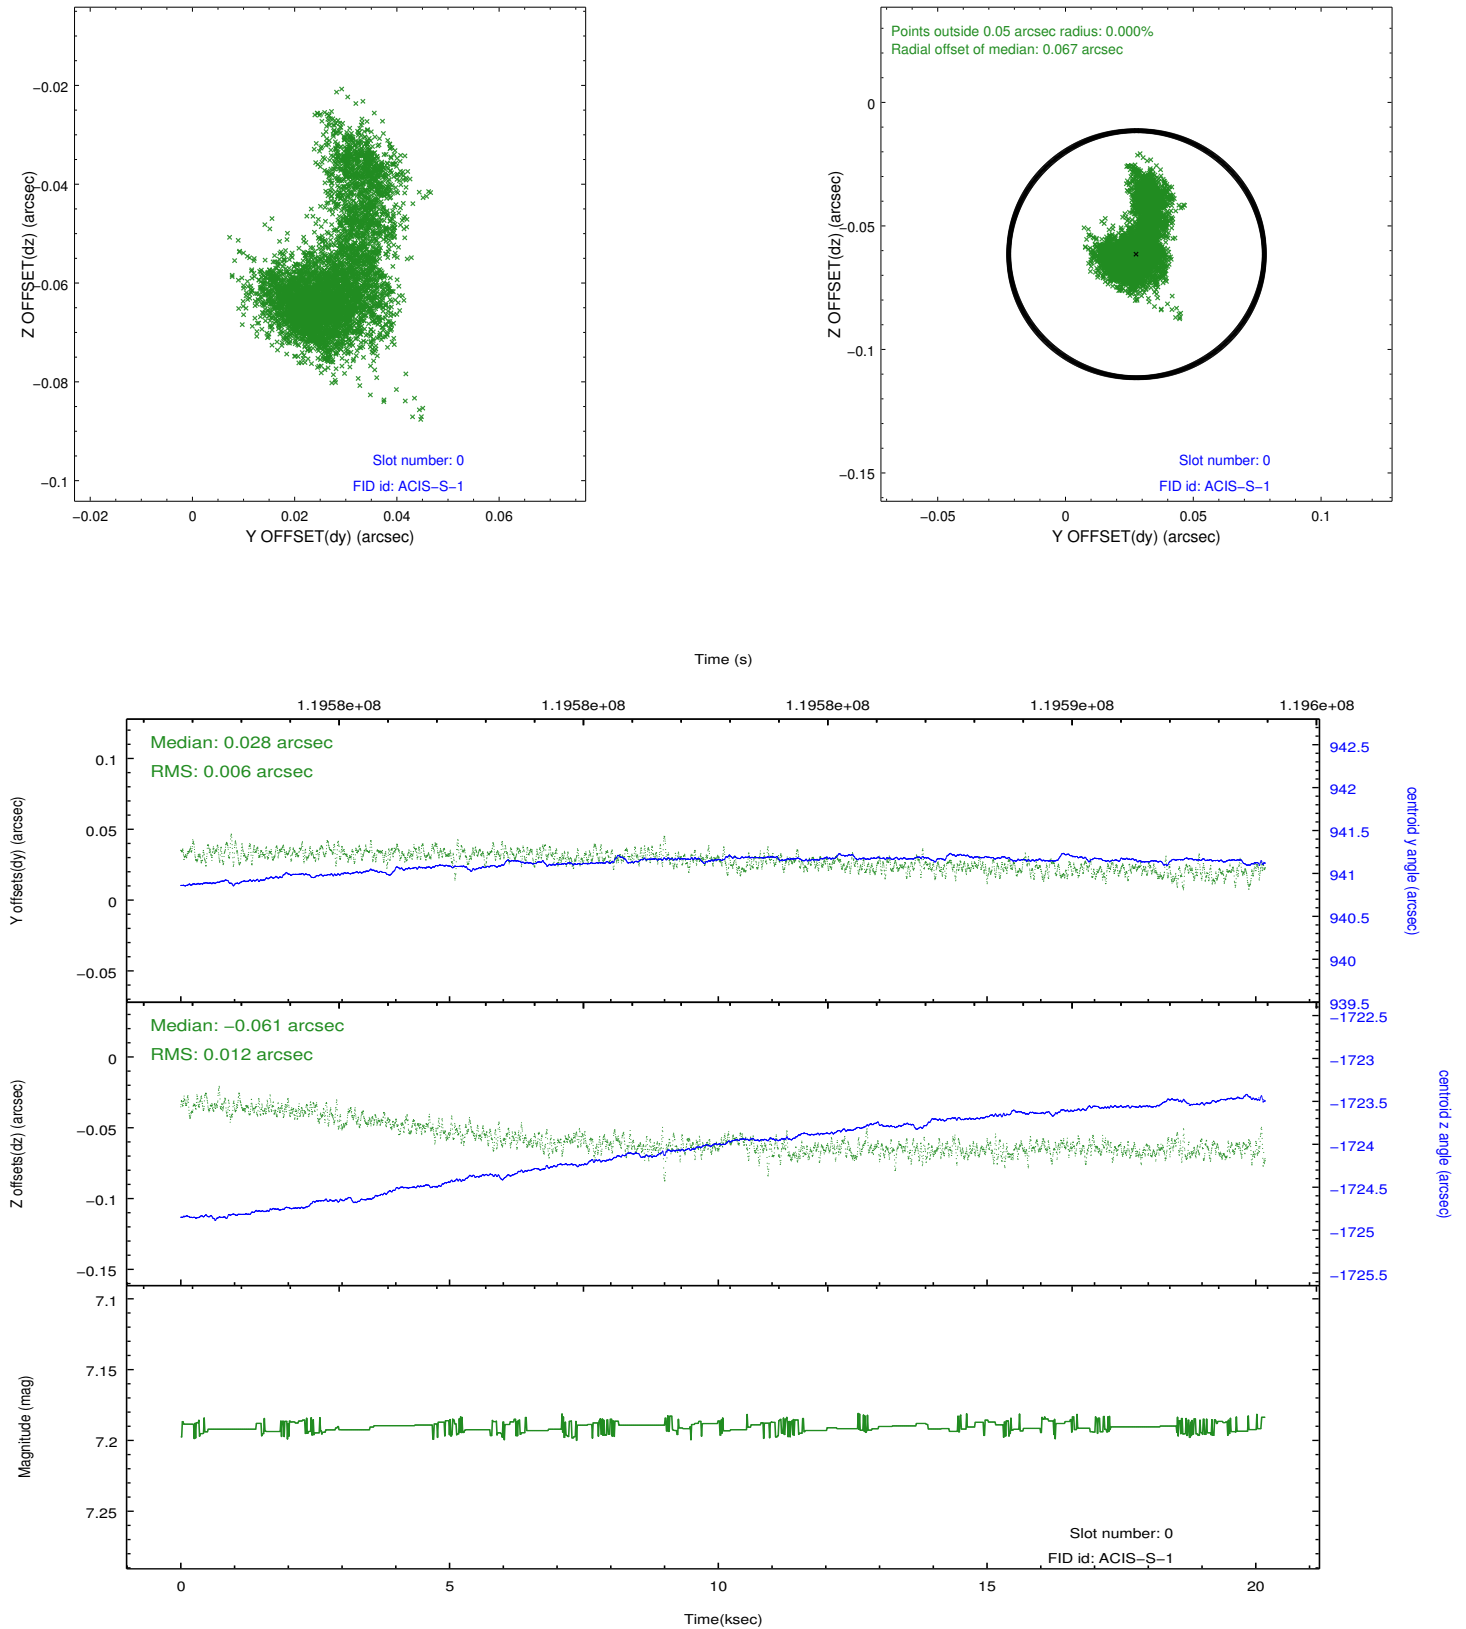 −0.02
−0.04
−0.06
−0.08
−0.1
Z OFFSET(dz) (arcsec)
Slot number: 0
FID id: ACIS−S−1
−0.02 0 0.02 0.04 0.06
Y OFFSET(dy) (arcsec)
Points outside 0.05 arcsec radius: 0.000%
Radial offset of median: 0.067 arcsec
0
−0.05
−0.1
−0.15
Z OFFSET(dz) (arcsec)
Slot number: 0
FID id: ACIS−S−1
−0.05 0 0.05 0.1
Y OFFSET(dy) (arcsec)
Time (s)
1.1958e+08 1.1958e+08 1.1958e+08 1.1959e+08 1.196e+08
Median: 0.028 arcsec
RMS: 0.006 arcsec
0.1
0.05
0
−0.05
Y offsets(dy) (arcsec)
942.5
942
941.5
941
940.5
940
939.5
centroid y angle (arcsec)
Median: −0.061 arcsec
RMS: 0.012 arcsec
0
−0.05
−0.1
−0.15
Z offsets(dz) (arcsec)
−1722.5
−1723
−1723.5
−1724
−1724.5
−1725
−1725.5
centroid z angle (arcsec)
7.1
7.15
7.2
7.25
Magnitude (mag)
Slot number: 0
FID id: ACIS−S−1
0 5 10 15 20
Time(ksec)